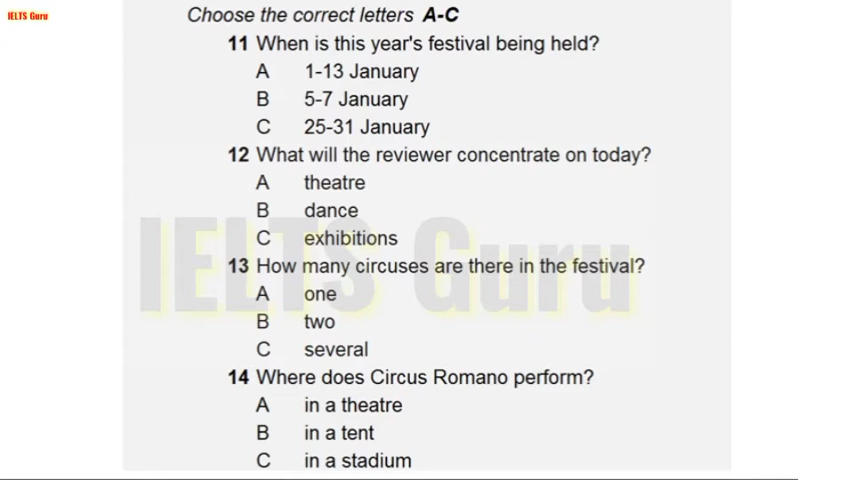 IELTS Guru
Choose the correct letters A-C
11 When is this year's festival being held?
A 1-13 January
B 5-7 January
C 25-31 January
12 What will the reviewer concentrate on today?
A theatre
B dance
C exhibitions
13 How many circuses are there in the festival?
A one
B two
C several
14 Where does Circus Romano perform?
A in a theatre
B in a tent
C in a stadium
IELTS Guru